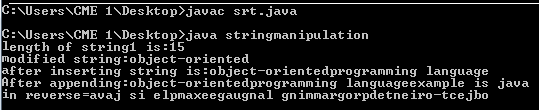 C:\Users\CME 1\Desktop>javac srt.java
C:\Users\CME 1\Desktop>java stringmanipulation
length of string1 is:15
modified string:object-oriented
after inserting string is:object-orientedprogramming language
After appending:object-orientedprogramming languageexample is java
in reverse=avaj si elpmaxeegaugnal gnimmargorpdetneiro-tcejbo